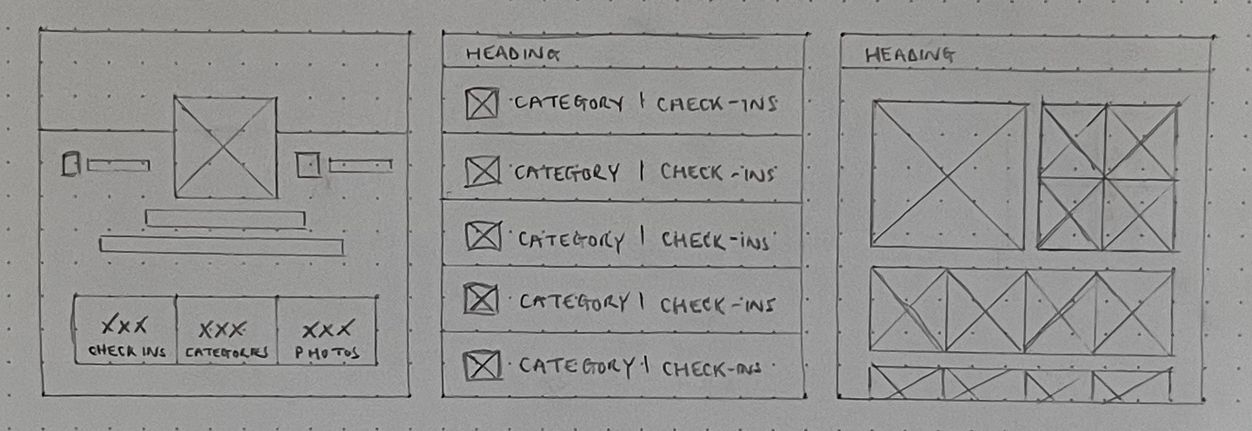 XXX XXX XXX
CHECK INS CATEGORIES PHOTOS
HEADING
CATEGORY | CHECK-INS
CATEGORY | CHECK-INS
CATEGORY | CHECK-INS
CATEGORY | CHECK-INS
CATEGORY | CHECK-INS
HEADING